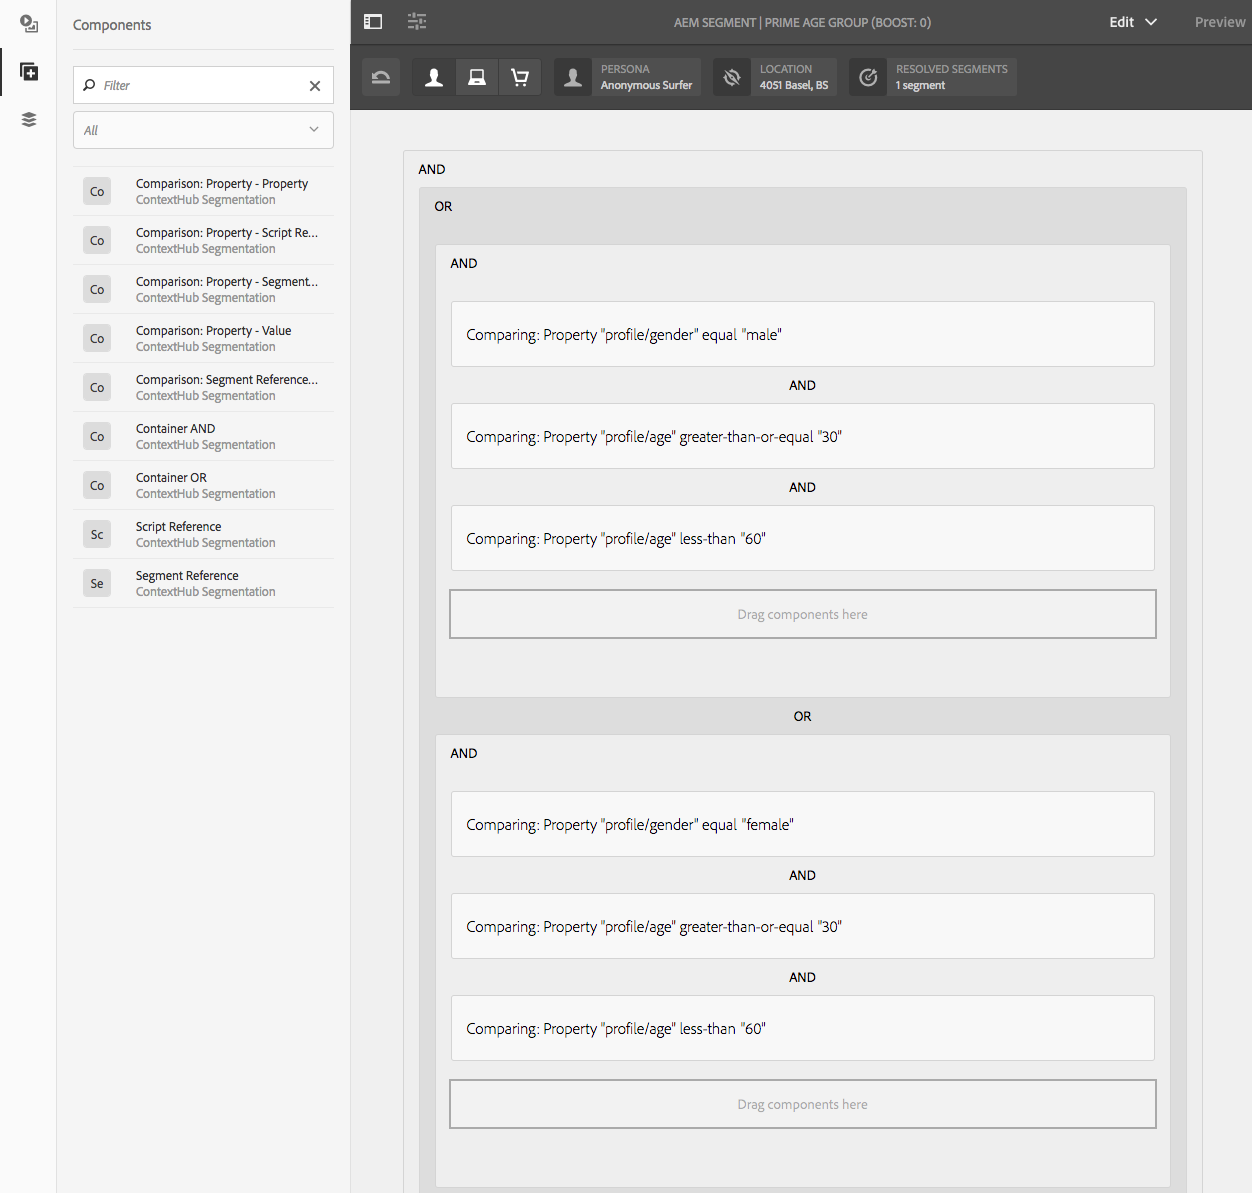 Components
Filter
All
Co
Comparison: Property - Property
ContextHub Segmentation
Co
Comparison: Property - Script Re...
ContextHub Segmentation
Co
Comparison: Property - Segment...
ContextHub Segmentation
Co
Comparison: Property - Value
ContextHub Segmentation
Co
Comparison: Segment Reference...
ContextHub Segmentation
Co
Container AND
ContextHub Segmentation
Co
Container OR
ContextHub Segmentation
Sc
Script Reference
ContextHub Segmentation
Se
Segment Reference
ContextHub Segmentation
AEM SEGMENT | PRIME AGE GROUP (BOOST: 0)
Edit
Preview
PERSONA
Anonymous Surfer
LOCATION
4051 Basel, BS
RESOLVED SEGMENTS
1 segment
AND
OR
AND
Comparing: Property "profile/gender" equal "male"
AND
Comparing: Property "profile/age" greater-than-or-equal "30"
AND
Comparing: Property "profile/age" less-than "60"
Drag components here
OR
AND
Comparing: Property "profile/gender" equal "female"
AND
Comparing: Property "profile/age" greater-than-or-equal "30"
AND
Comparing: Property "profile/age" less-than "60"
Drag components here